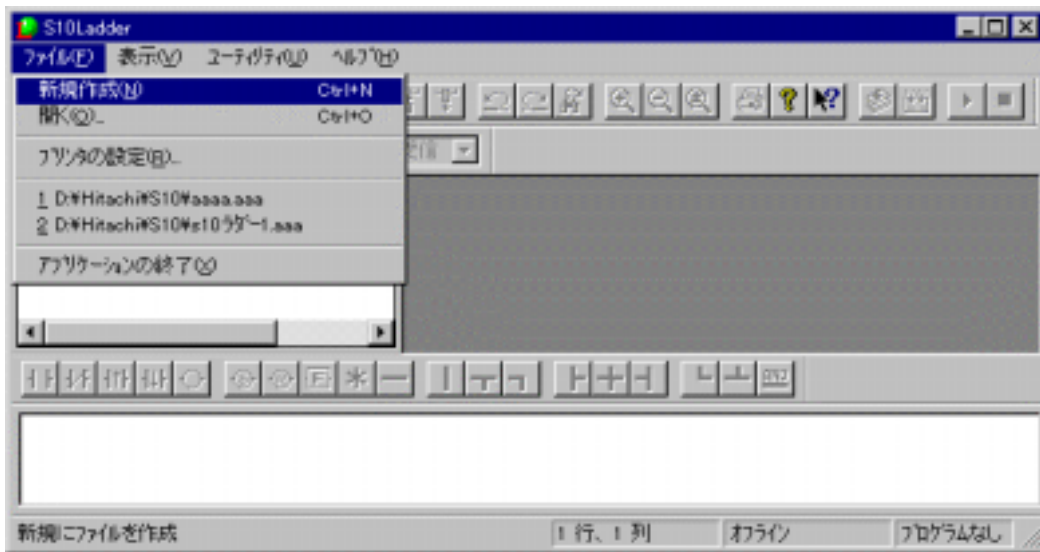 S10Ladder
ファイル(F) 表示(V) ユーティリティ(U) ヘルプ(H)
新規作成(N) Ctrl+N
開く(O)... Ctrl+O
プリンタの設定(R)...
1 D:¥Hitachi¥S10¥aaaa.aaa
2 D:¥Hitachi¥S10¥s10ラダー1.aaa
アプリケーションの終了(X)
新規にファイルを作成 1 行、1 列 オフライン プログラムなし